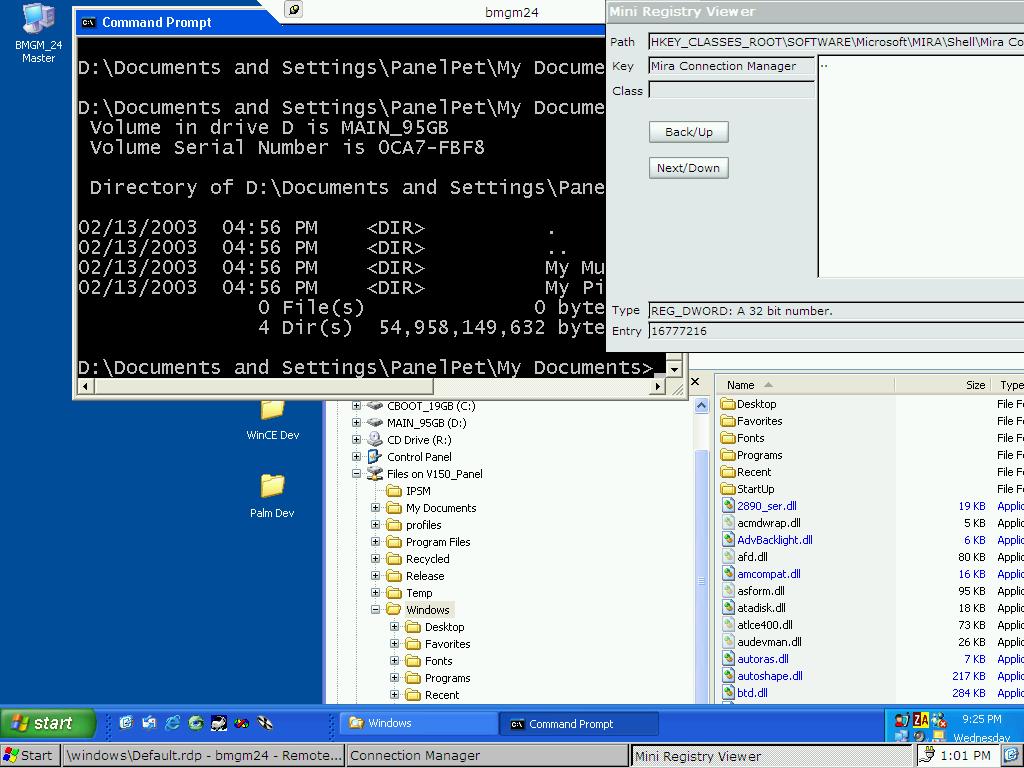 BMGM_24
Master
Command Prompt
bmgm24
Mini Registry Viewer
D:\Documents and Settings\PanelPet\My Docume
D:\Documents and Settings\PanelPet\My Docume
Volume in drive D is MAIN_95GB
Volume Serial Number is 0CA7-FBF8
Directory of D:\Documents and Settings\Pane
02/13/2003 04:56 PM <DIR> .
02/13/2003 04:56 PM <DIR> ..
02/13/2003 04:56 PM <DIR> My Mu
02/13/2003 04:56 PM <DIR> My Pi
0 File(s) 0 byte
4 Dir(s) 54,958,149,632 byte
D:\Documents and Settings\PanelPet\My Documents>
Path HKEY_CLASSES_ROOT\SOFTWARE\Microsoft\MIRA\Shell\Mira Co
Key Mira Connection Manager
..
Class
Back/Up
Next/Down
Type REG_DWORD: A 32 bit number.
Entry 16777216
WinCE Dev
Palm Dev
CBOOT_19GB (C:)
MAIN_95GB (D:)
CD Drive (R:)
Control Panel
Files on V150_Panel
IPSM
My Documents
profiles
Program Files
Recycled
Release
Temp
Windows
Desktop
Favorites
Fonts
Programs
Recent
Name Size Type
Desktop File Fo
Favorites File Fo
Fonts File Fo
Programs File Fo
Recent File Fo
StartUp File Fo
2890_ser.dll 19 KB Applic
acmdwrap.dll 5 KB Applic
AdvBacklight.dll 6 KB Applic
afd.dll 80 KB Applic
amcompat.dll 16 KB Applic
asform.dll 95 KB Applic
atadisk.dll 18 KB Applic
atlce400.dll 73 KB Applic
audevman.dll 26 KB Applic
autoras.dll 7 KB Applic
autoshape.dll 217 KB Applic
btd.dll 284 KB Applic
start
Windows
Command Prompt
ZA
9:25 PM
Wednesday
Start
\windows\Default.rdp - bmgm24 - Remote...
Connection Manager
Mini Registry Viewer
1:01 PM